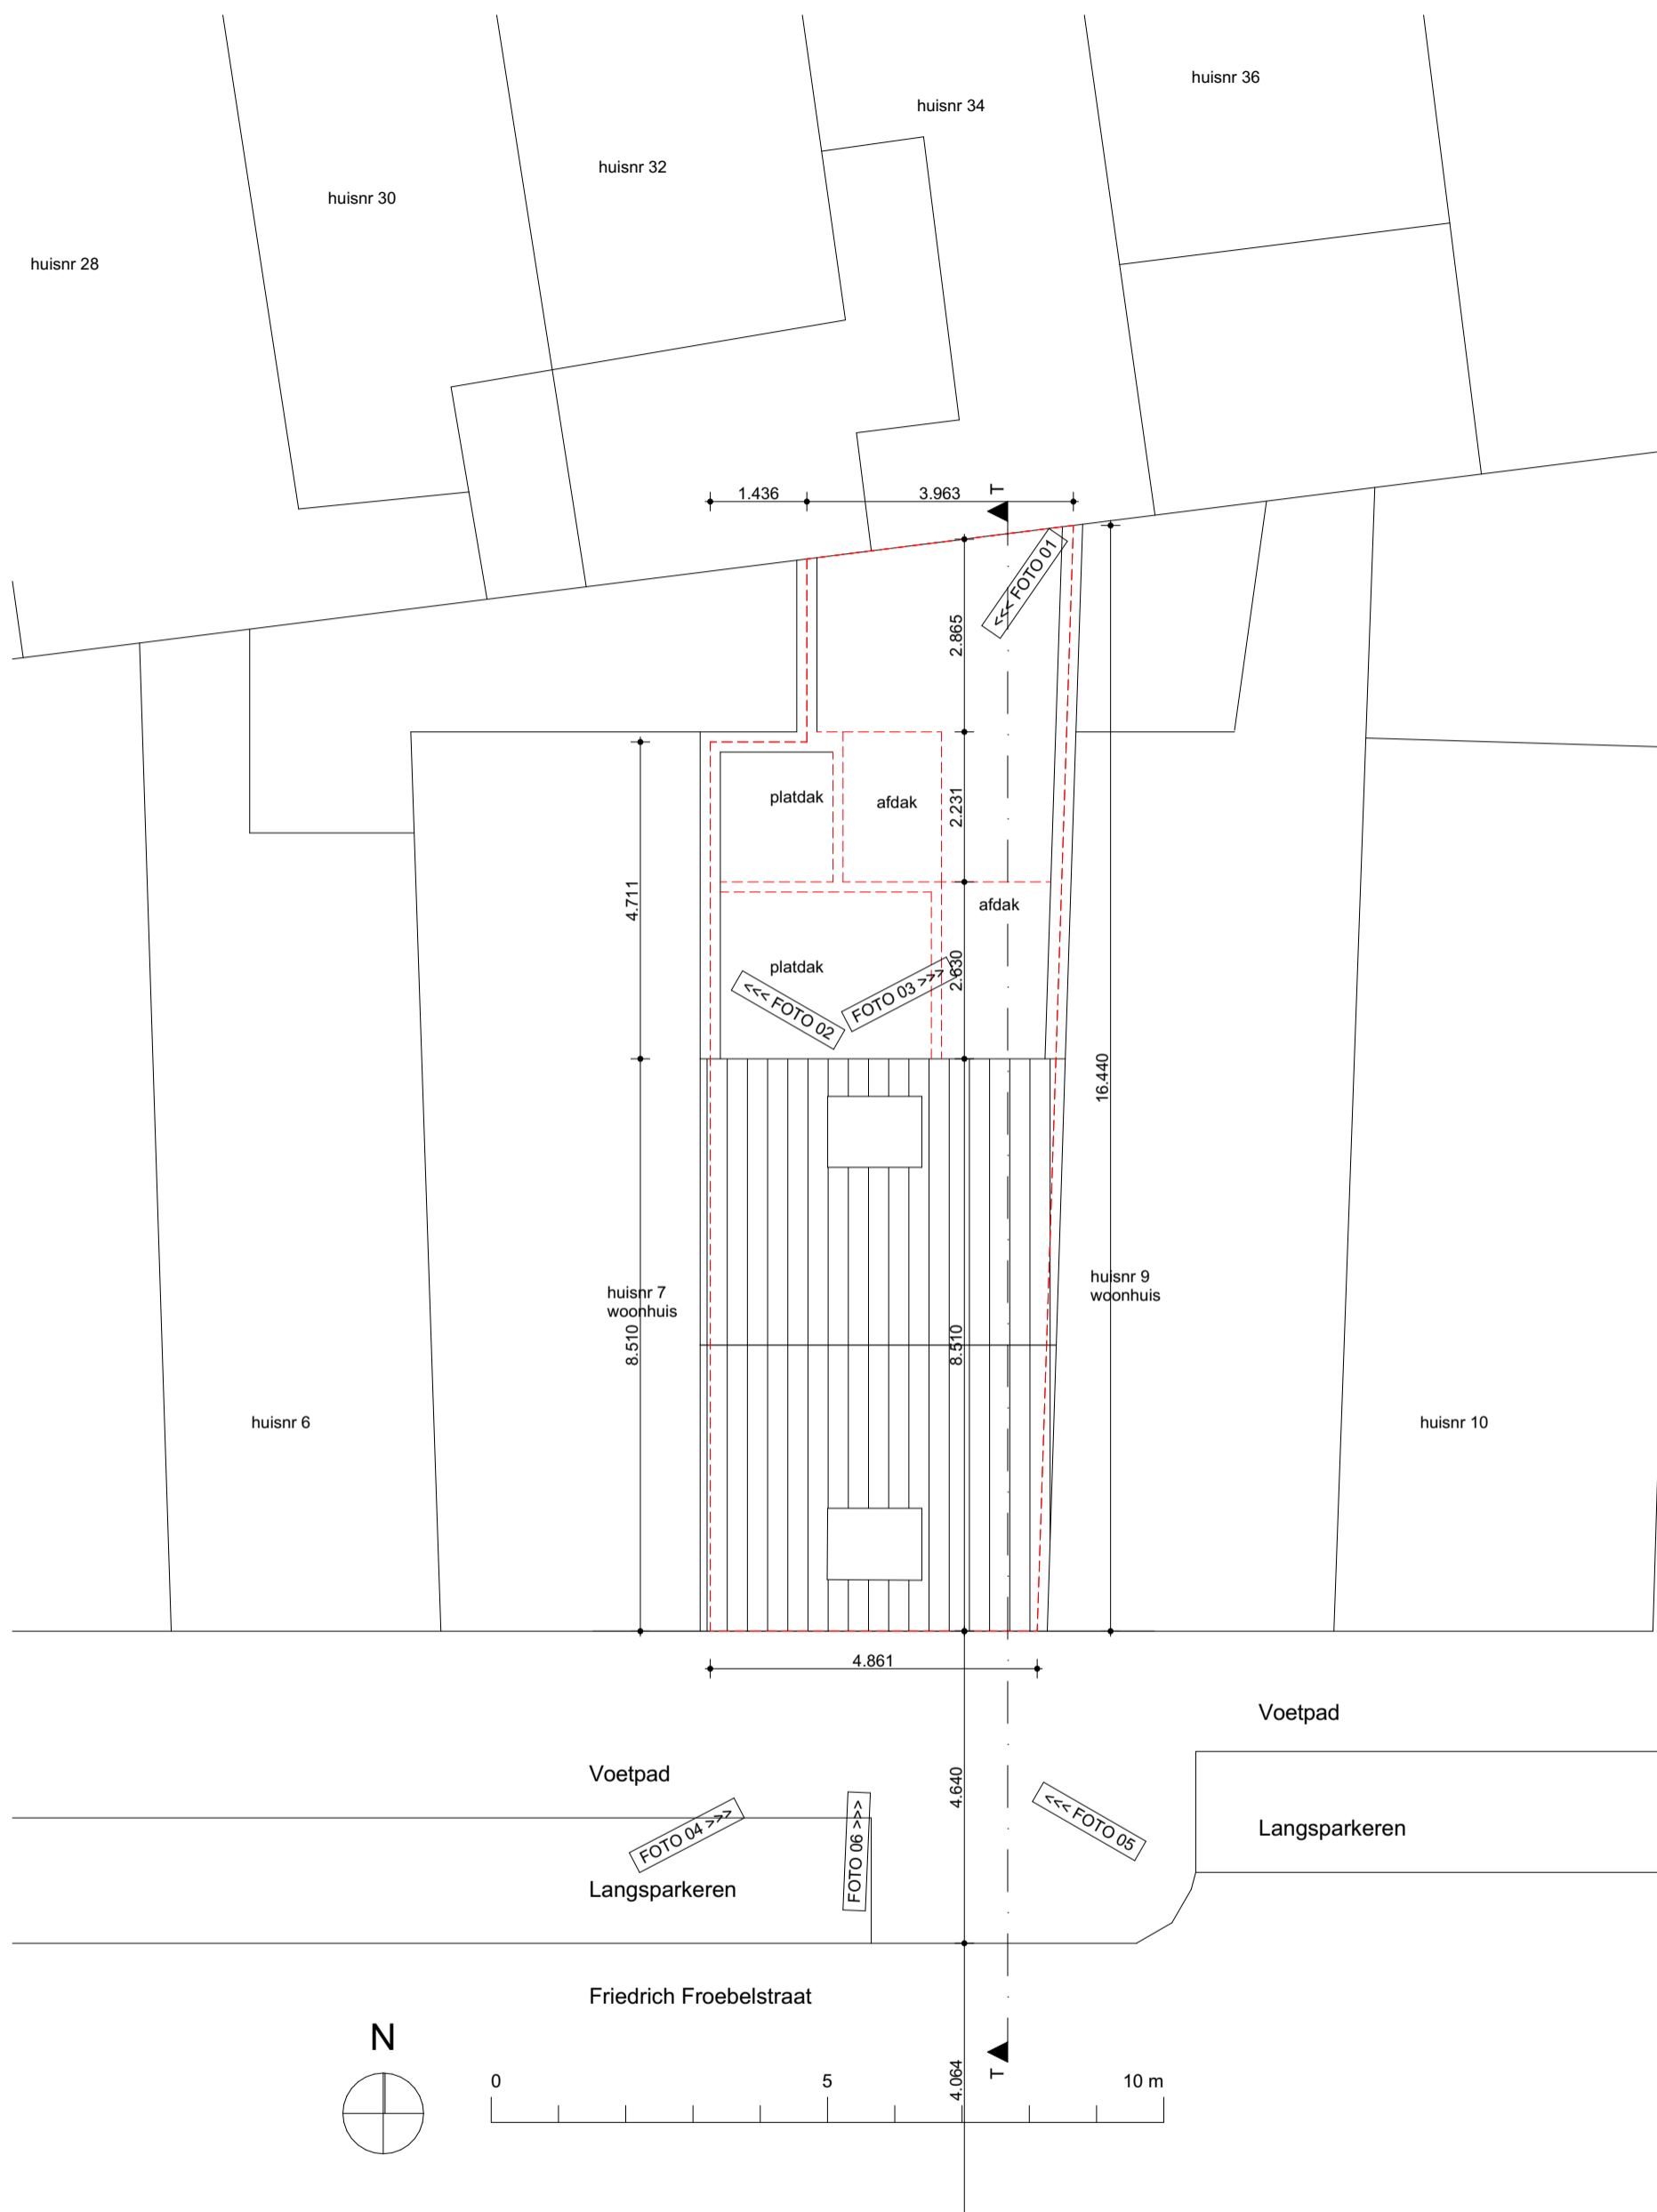 huisnr 36
huisnr 34
huisnr 32
huisnr 30
huisnr 28
1.436
3.963
T
<<< FOTO 01
2.865
platdak
afdak
2.231
4.711
afdak
platdak
2.630
<<< FOTO 02
FOTO 03 >>>
16.440
huisnr 7
woonhuis
huisnr 9
woonhuis
8.510
8.510
huisnr 6
huisnr 10
4.861
Voetpad
Voetpad
4.640
FOTO 04 >>>
FOTO 06 >>>
<<< FOTO 05
Langsparkeren
Langsparkeren
Friedrich Froebelstraat
N
T
4.064
0 5 10 m